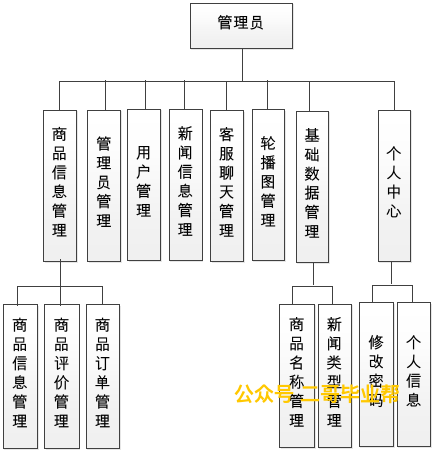 管理员
商品信息管理
管理员管理
用户管理
新闻信息管理
客服聊天管理
轮播图管理
基础数据管理
个人中心
商品信息管理
商品评价管理
商品订单管理
商品名称管理
新闻类型管理
修改密码
个人信息
公众号 二哥毕业帮